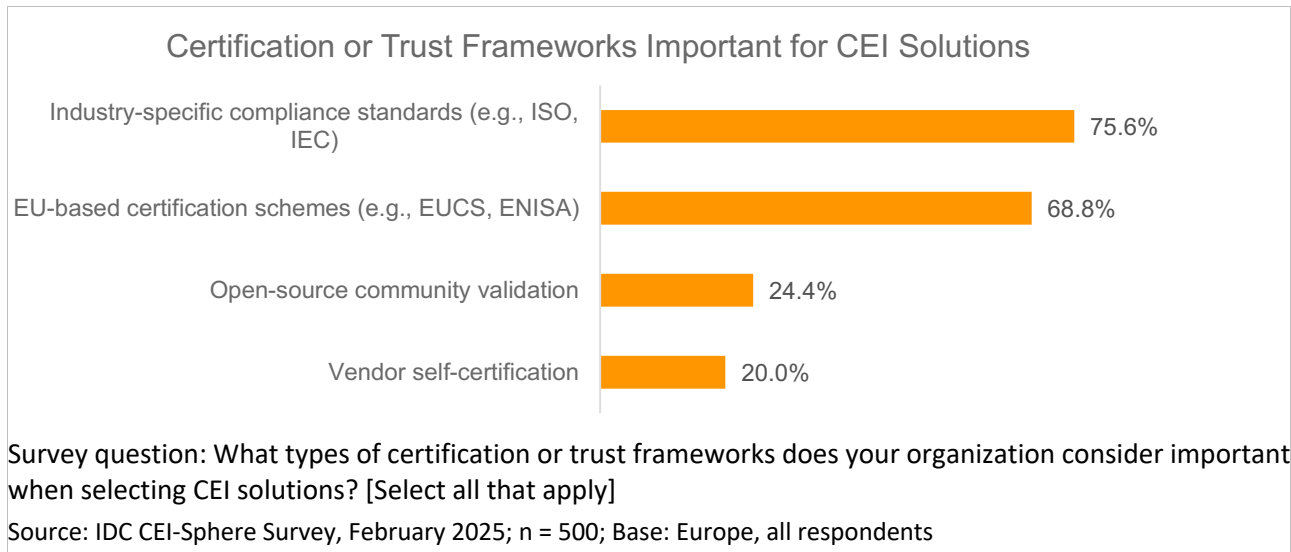 Certification or Trust Frameworks Important for CEI Solutions
Industry-specific compliance standards (e.g., ISO,
IEC)
75.6%
EU-based certification schemes (e.g., EUCS, ENISA)
68.8%
Open-source community validation
24.4%
Vendor self-certification
20.0%
Survey question: What types of certification or trust frameworks does your organization consider important
when selecting CEI solutions? [Select all that apply]
Source: IDC CEI-Sphere Survey, February 2025; n = 500; Base: Europe, all respondents